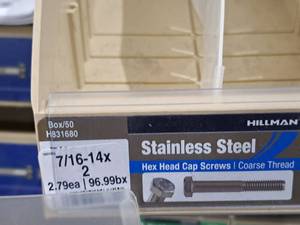 Box/50
H831680
HILLMAN
Stainless Steel
Hex Head Cap Screws | Coarse Thread
7/16-14x
2
2.79ea | 96.99bx